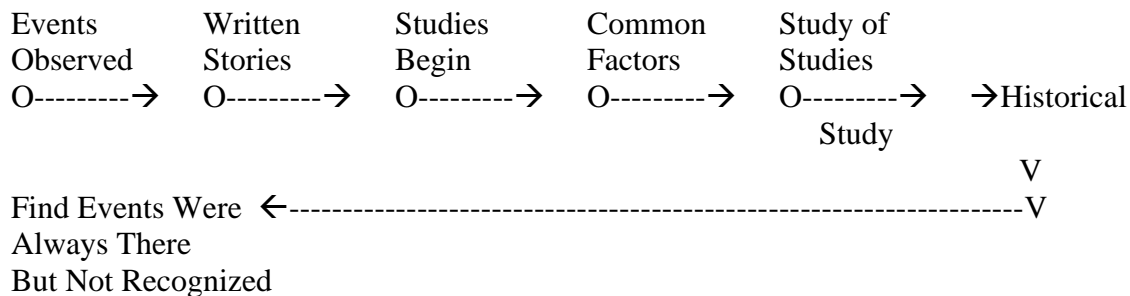 Events Written Studies Common Study of
Observed Stories Begin Factors Studies
O---------→ O---------→ O---------→ O---------→ O---------→ →Historical
Study
V
Find Events Were ←---------------------------------------------------------------------V
Always There
But Not Recognized